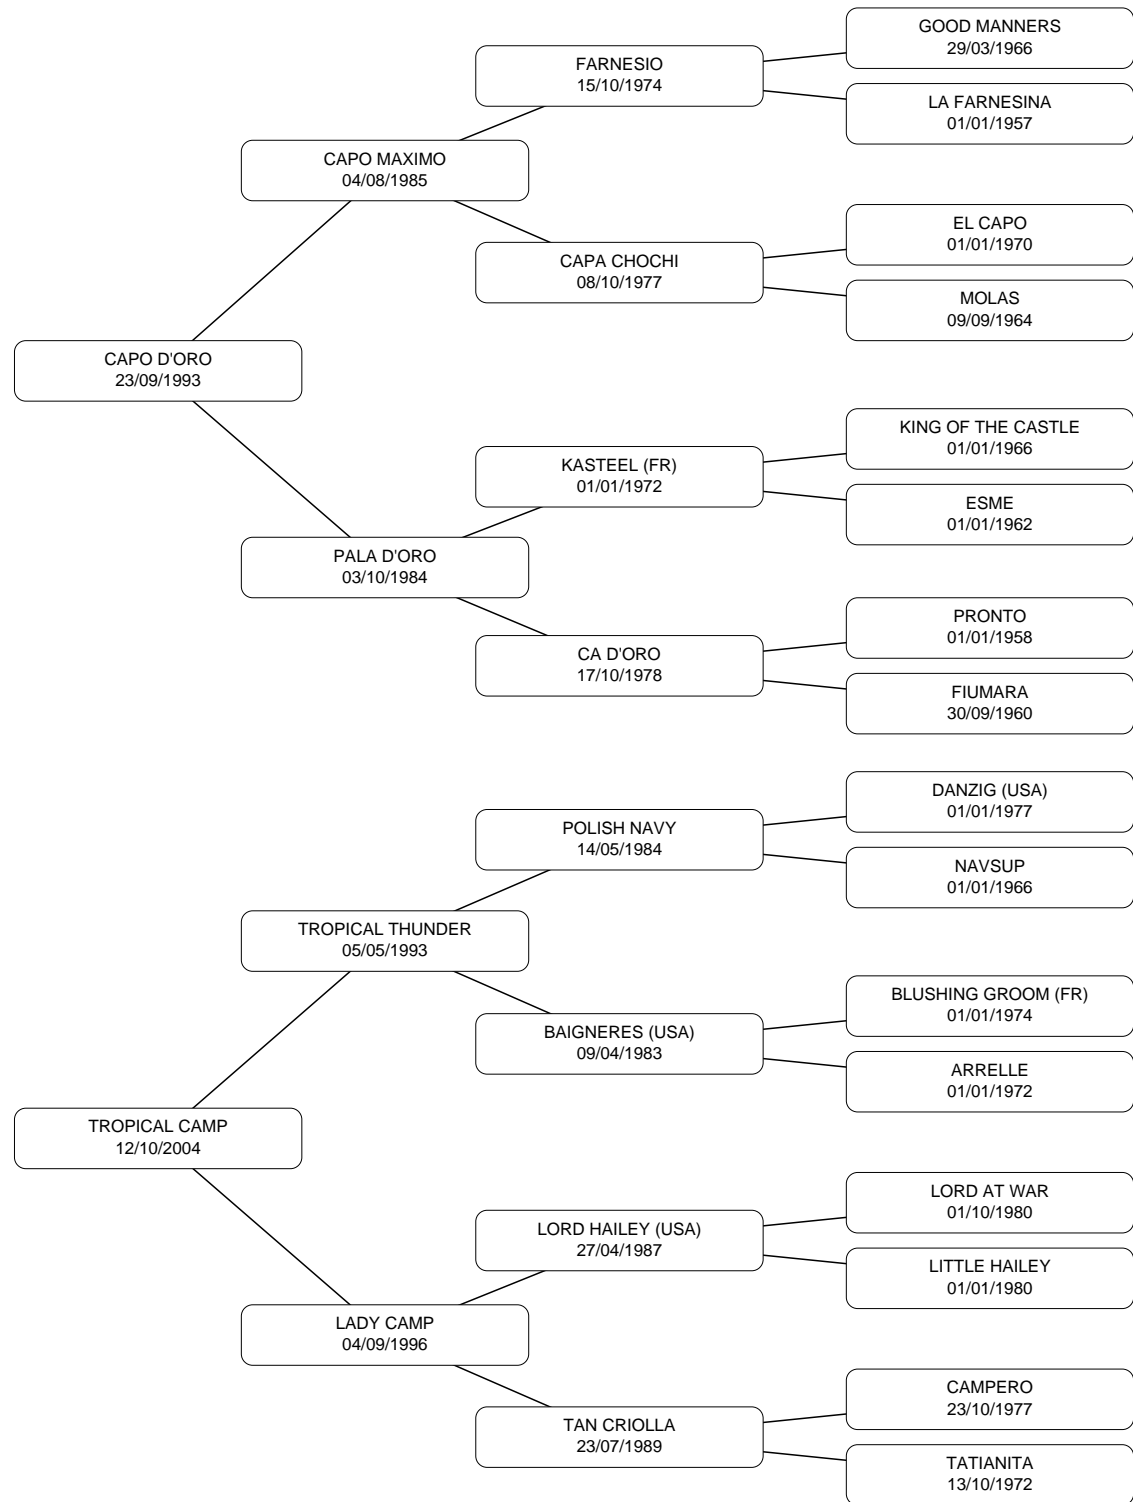 GOOD MANNERS
29/03/1966
FARNESIO
15/10/1974
LA FARNESINA
01/01/1957
CAPO MAXIMO
04/08/1985
EL CAPO
01/01/1970
CAPA CHOCHI
08/10/1977
MOLAS
09/09/1964
CAPO D'ORO
23/09/1993
KING OF THE CASTLE
01/01/1966
KASTEEL (FR)
01/01/1972
ESME
01/01/1962
PALA D'ORO
03/10/1984
PRONTO
01/01/1958
CA D'ORO
17/10/1978
FIUMARA
30/09/1960
DANZIG (USA)
01/01/1977
POLISH NAVY
14/05/1984
NAVSUP
01/01/1966
TROPICAL THUNDER
05/05/1993
BLUSHING GROOM (FR)
01/01/1974
BAIGNERES (USA)
09/04/1983
ARRELLE
01/01/1972
TROPICAL CAMP
12/10/2004
LORD AT WAR
01/10/1980
LORD HAILEY (USA)
27/04/1987
LITTLE HAILEY
01/01/1980
LADY CAMP
04/09/1996
CAMPERO
23/10/1977
TAN CRIOLLA
23/07/1989
TATIANITA
13/10/1972